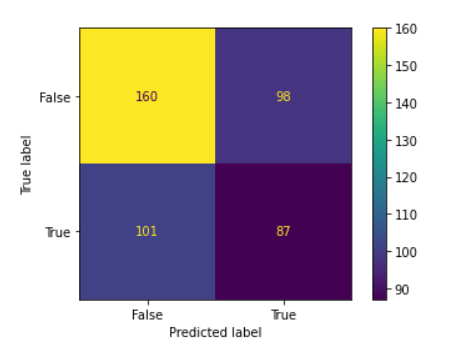 160
150
140
130
120
110
100
90
False
160
98
True label
True
101
87
False
True
Predicted label